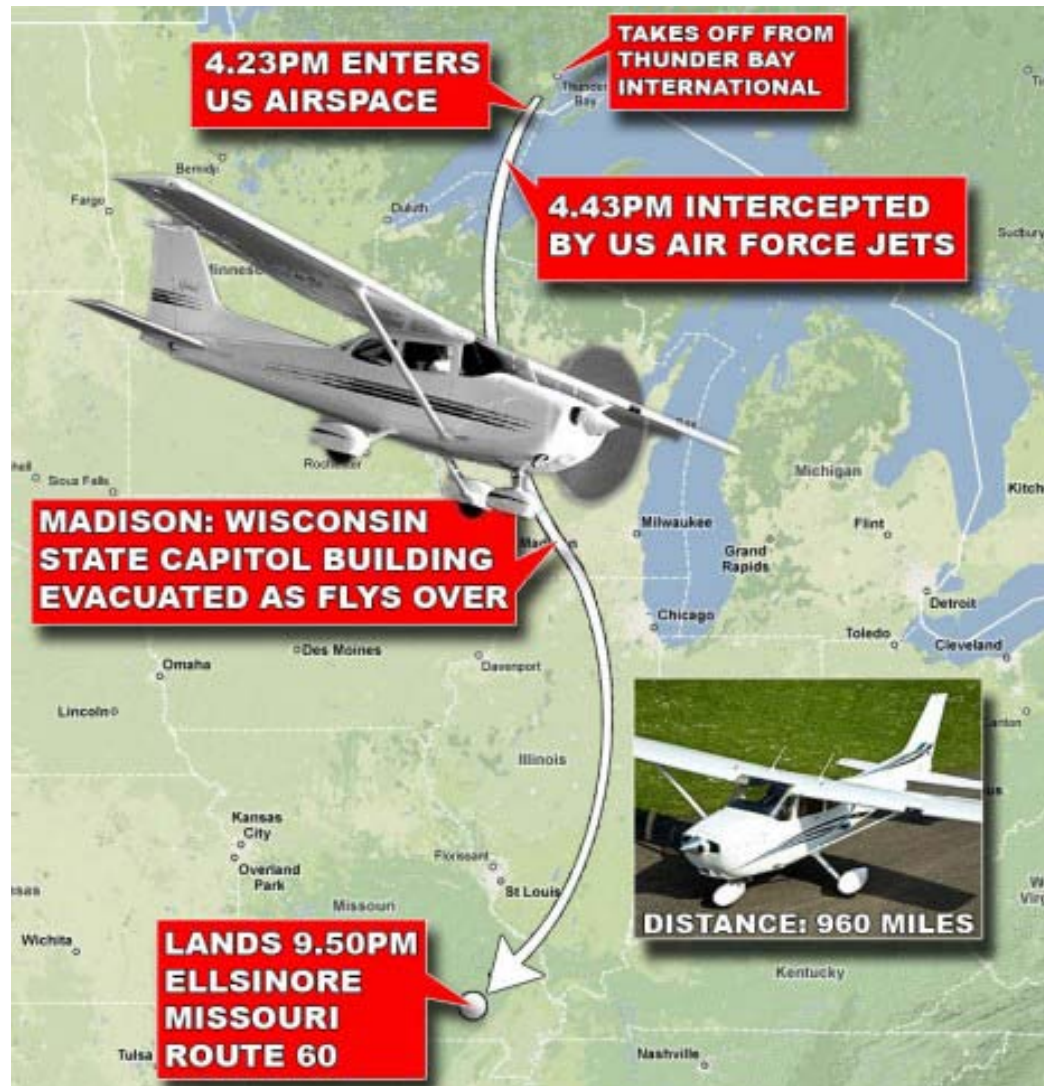 TAKES OFF FROM
THUNDER BAY
INTERNATIONAL
4.23PM ENTERS
US AIRSPACE
Thunder
Bay
Bemidji
Fargo
Duluth
4.43PM INTERCEPTED
BY US AIR FORCE JETS
Sudbury
Rochester
Michigan
Sioux Falls
MADISON: WISCONSIN
STATE CAPITOL BUILDING
EVACUATED AS FLYS OVER
Milwaukee
Flint
Grand
Rapids
Detroit
Chicago
Toledo
Cleveland
Des Moines
Davenport
Omaha
Lincoln
Illinois
Kansas
City
Overland
Park
Florissant
St Louis
Missouri
Wichita
DISTANCE: 960 MILES
LANDS 9.50PM
ELLSINORE
MISSOURI
ROUTE 60
Kentucky
Tulsa
Nashville